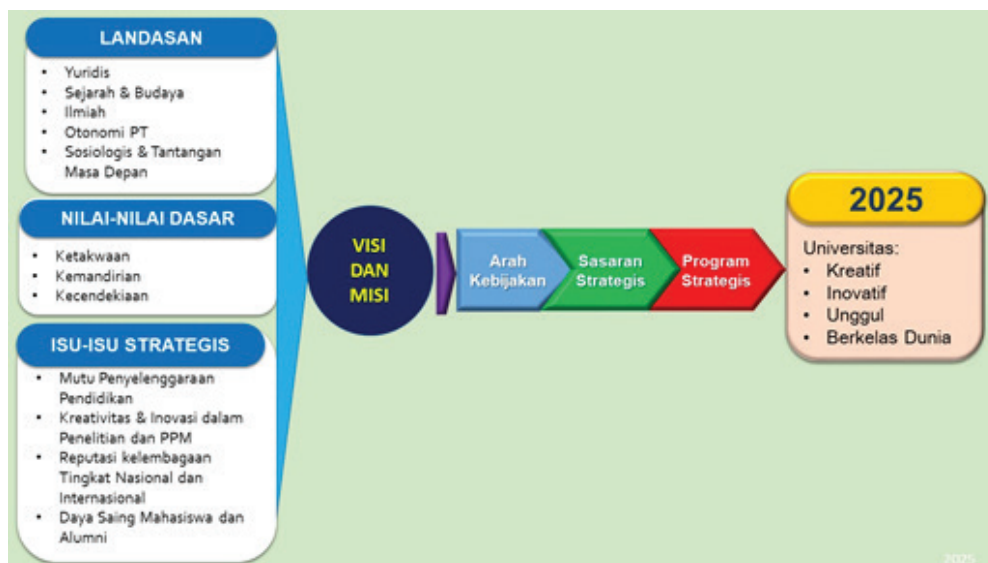 LANDASAN
• Yuridis
• Sejarah & Budaya
• Ilmiah
• Otonomi PT
• Sosiologis & Tantangan
Masa Depan
NILAI-NILAI DASAR
• Ketakwaan
• Kemandirian
• Kecendekiaan
ISU-ISU STRATEGIS
• Mutu Penyelenggaraan
Pendidikan
• Kreativitas & Inovasi dalam
Penelitian dan PPM
• Reputasi kelembagaan
Tingkat Nasional dan
Internasional
• Daya Saing Mahasiswa dan
Alumni
VISI
DAN
MISI
Arah
Kebijakan
Sasaran
Strategis
Program
Strategis
2025
Universitas:
• Kreatif
• Inovatif
• Unggul
• Berkelas Dunia
2025